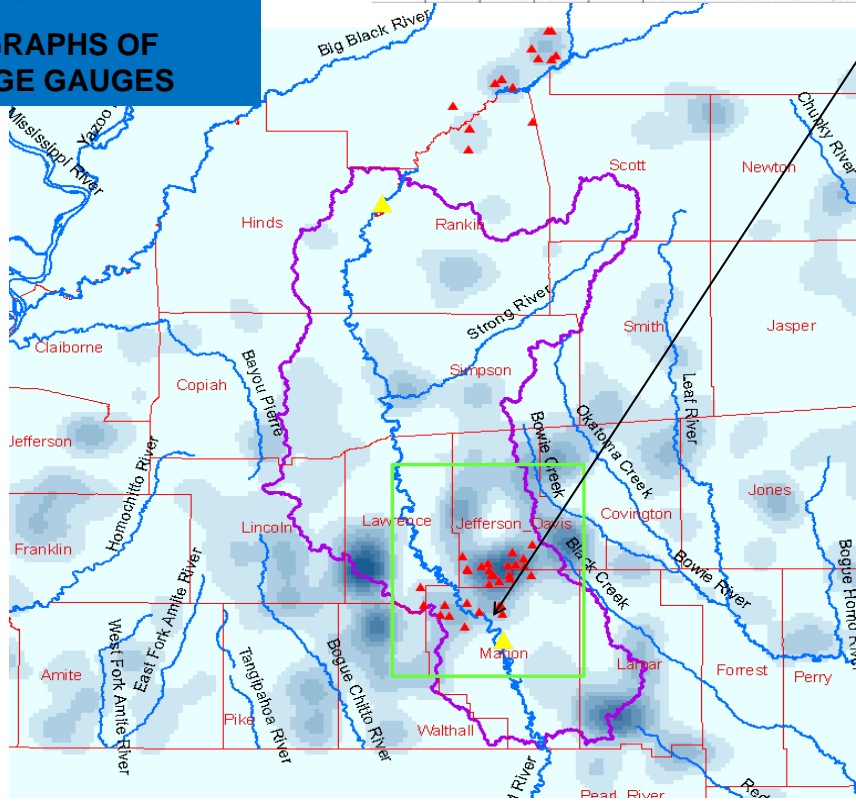 GRAPHS OF
GE GAUGES
Big Black River
Mississippi River
Chunky River
Scott
Newton
Hinds
Rankin
Strong River
Smith
Jasper
Claiborne
Simpson
Copiah
Bayou Pierre
Leaf River
Jefferson
Bowie Creek
Okatoma Creek
Homochitto River
Jones
Lawrence
Jefferson_Davis
Covington
Lincoln
Franklin
Black Creek
Bowie River
Bogue Homo River
East Fork Amite River
West Fork Amite River
Marion
Lamar
Forrest
Perry
Amite
Tangipahoa River
Bogue Chitto River
Pike
Walthall
Pearl River